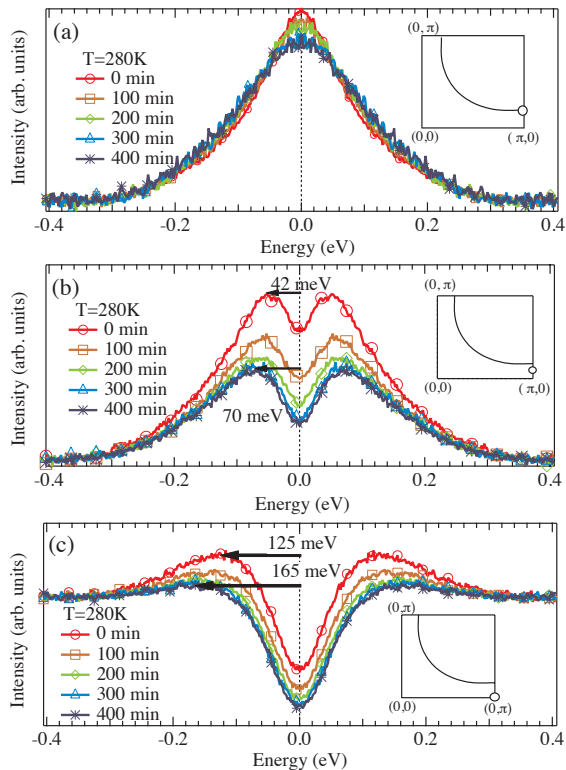 (a)
T=280K
0 min
100 min
200 min
300 min
400 min
(0, π)
(0,0)
(π,0)
Intensity (arb. units)
-0.4
-0.2
0.0
0.2
0.4
Energy (eV)
(b)
T=280K
0 min
100 min
200 min
300 min
400 min
42 meV
70 meV
(0, π)
(0,0)
(π,0)
Intensity (arb. units)
-0.4
-0.2
0.0
0.2
0.4
Energy (eV)
(c)
125 meV
165 meV
T=280K
0 min
100 min
200 min
300 min
400 min
(0,π)
(0,0)
(0,π)
Intensity (arb. units)
-0.4
-0.2
0.0
0.2
0.4
Energy (eV)